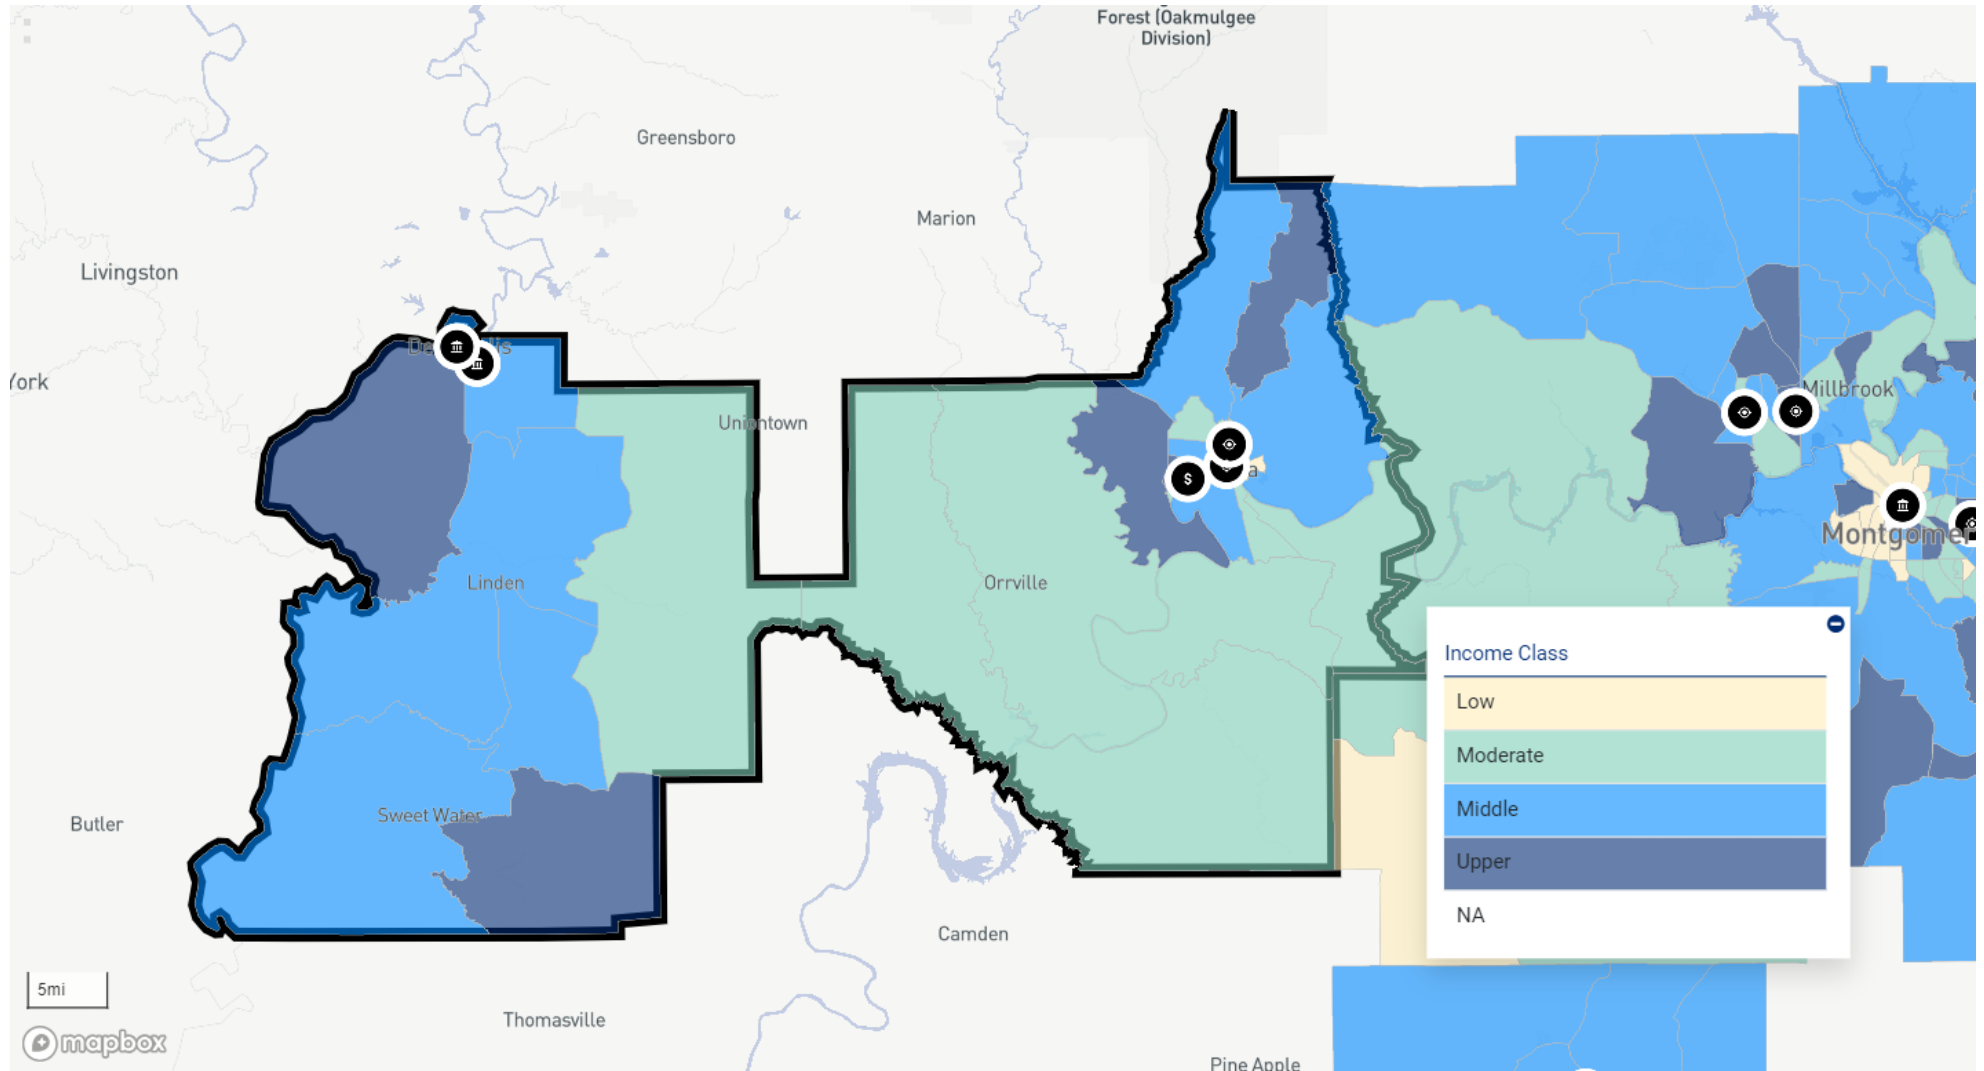 Forest (Oakmulgee
Division)
Greensboro
Marion
Livingston
York
Uniontown
Millbrook
Linden
Orrville
Sweet Water
Butler
Camden
Thomasville
Pine Apple
5mi
mapbox
$
Income Class
Low
Moderate
Middle
Upper
NA